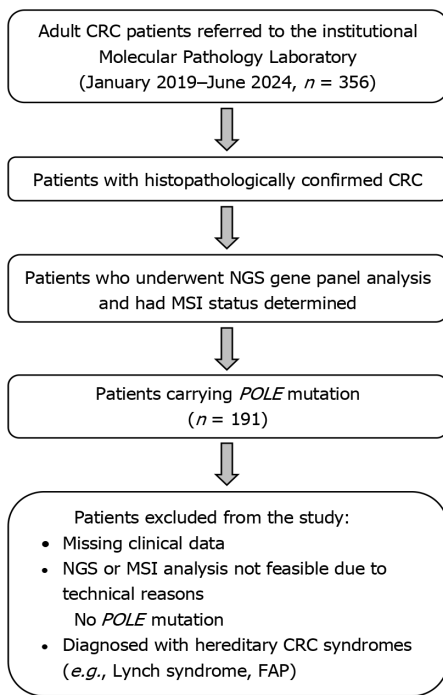 Adult CRC patients referred to the institutional
Molecular Pathology Laboratory
(January 2019–June 2024, n = 356)
Patients with histopathologically confirmed CRC
Patients who underwent NGS gene panel analysis
and had MSI status determined
Patients carrying POLE mutation
(n = 191)
Patients excluded from the study:
• Missing clinical data
• NGS or MSI analysis not feasible due to
technical reasons
No POLE mutation
• Diagnosed with hereditary CRC syndromes
(e.g., Lynch syndrome, FAP)